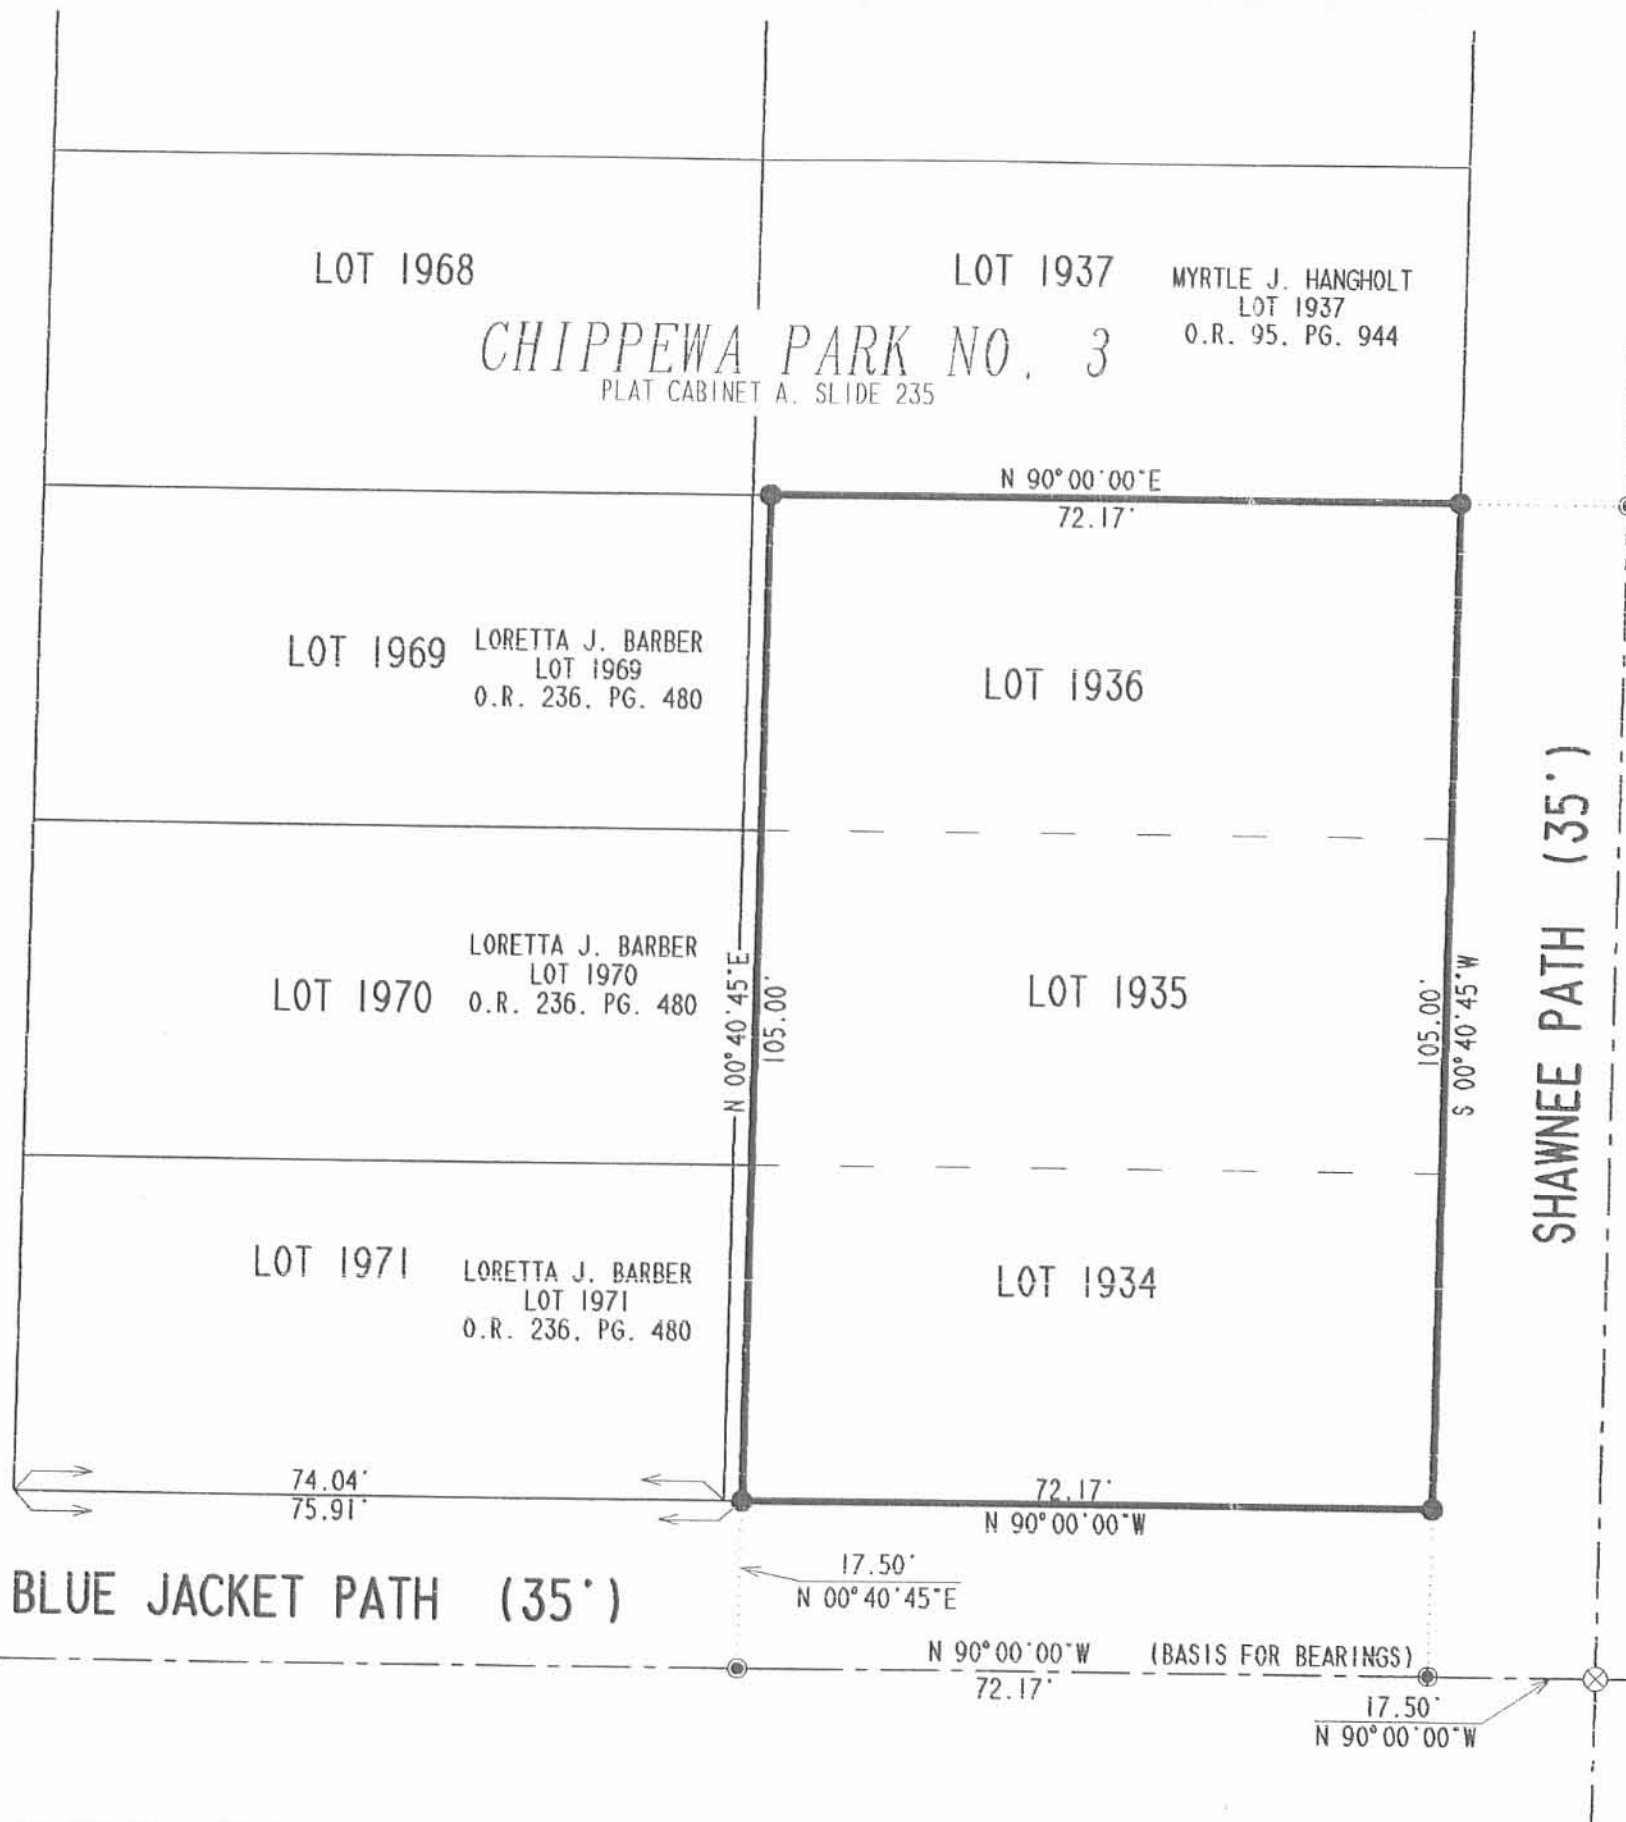 LOT 1968
LOT 1937
MYRTLE J. HANGHOLT
LOT 1937
O.R. 95. PG. 944
CHIPPEWA PARK NO. 3
PLAT CABINET A. SLIDE 235
N 90°00'00"E
72.17'
LOT 1969
LORETTA J. BARBER
LOT 1969
O.R. 236. PG. 480
LOT 1936
SHAWNEE PATH (35')
LOT 1970
LORETTA J. BARBER
LOT 1970
O.R. 236. PG. 480
N 00°40'45"E
105.00'
LOT 1935
105.00'
S 00°40'45"W
LOT 1971
LORETTA J. BARBER
LOT 1971
O.R. 236. PG. 480
LOT 1934
74.04'
75.91'
72.17'
N 90°00'00"W
BLUE JACKET PATH (35')
17.50'
N 00°40'45"E
N 90°00'00"W (BASIS FOR BEARINGS)
72.17'
17.50'
N 90°00'00"W